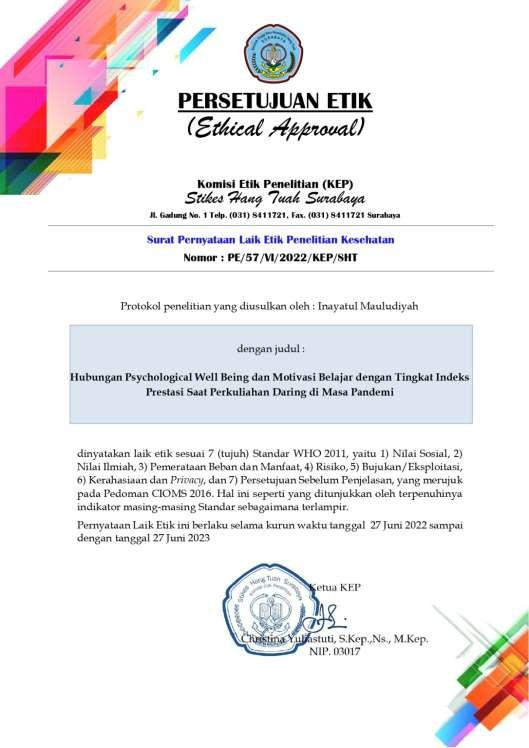 PERSETUJUAN ETIK
(Ethical Approval)
Komisi Etik Penelitian (KEP)
Stikes Hang Tuah Surabaya
Jl. Gadung No. 1 Telp. (031) 8411721, Fax. (031) 8411721 Surabaya
Surat Pernyataan Laik Etik Penelitian Kesehatan
Nomor : PE/57/VI/2022/KEP/SHT
Protokol penelitian yang diusulkan oleh : Inayatul Mauludiyah
dengan judul :
Hubungan Psychological Well Being dan Motivasi Belajar dengan Tingkat Indeks
Prestasi Saat Perkuliahan Daring di Masa Pandemi
dinyatakan laik etik sesuai 7 (tujuh) Standar WHO 2011, yaitu 1) Nilai Sosial, 2)
Nilai Ilmiah, 3) Pemerataan Beban dan Manfaat, 4) Risiko, 5) Bujukan/Eksploitasi,
6) Kerahasiaan dan Privacy, dan 7) Persetujuan Sebelum Penjelasan, yang merujuk
pada Pedoman CIOMS 2016. Hal ini seperti yang ditunjukkan oleh terpenuhinya
indikator masing-masing Standar sebagaimana terlampir.
Pernyataan Laik Etik ini berlaku selama kurun waktu tanggal 27 Juni 2022 sampai
dengan tanggal 27 Juni 2023
Ketua KEP
Stikes Hang Tuah Surabaya
Christina Yuliastuti, S.Kep.,Ns., M.Kep.
NIP. 03017